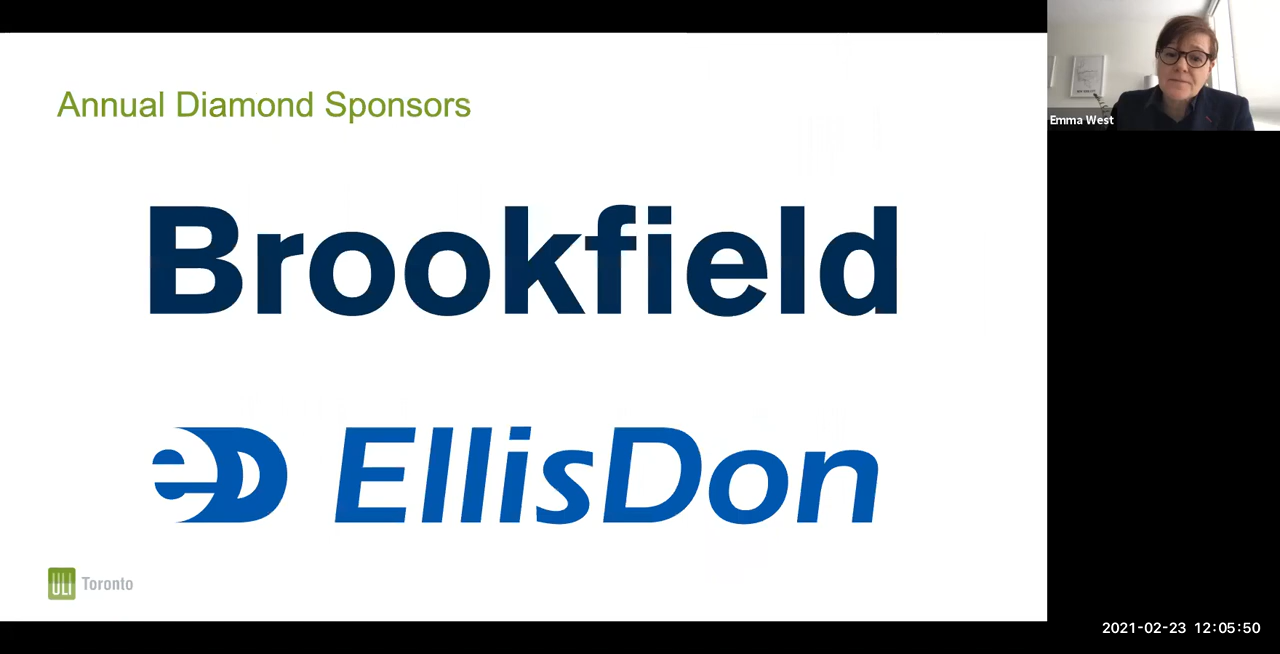 Annual Diamond Sponsors
Brookfield
eD EllisDon
ULI Toronto
Emma West
2021-02-23 12:05:50